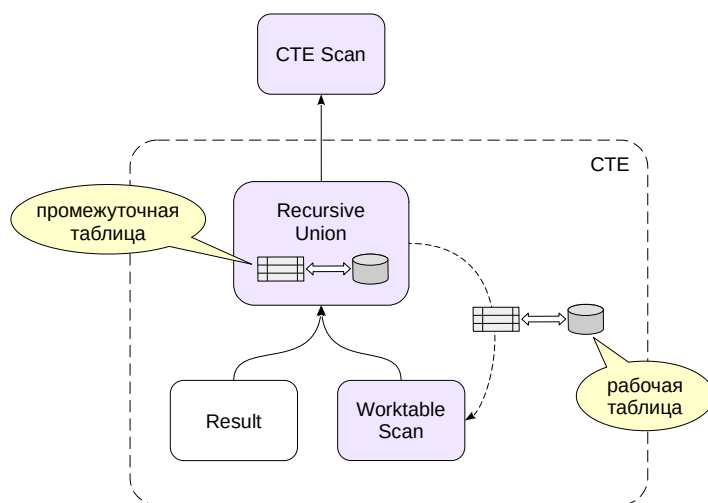 CTE Scan
CTE
промежуточная
таблица
Recursive
Union
Result
Worktable
Scan
рабочая
таблица